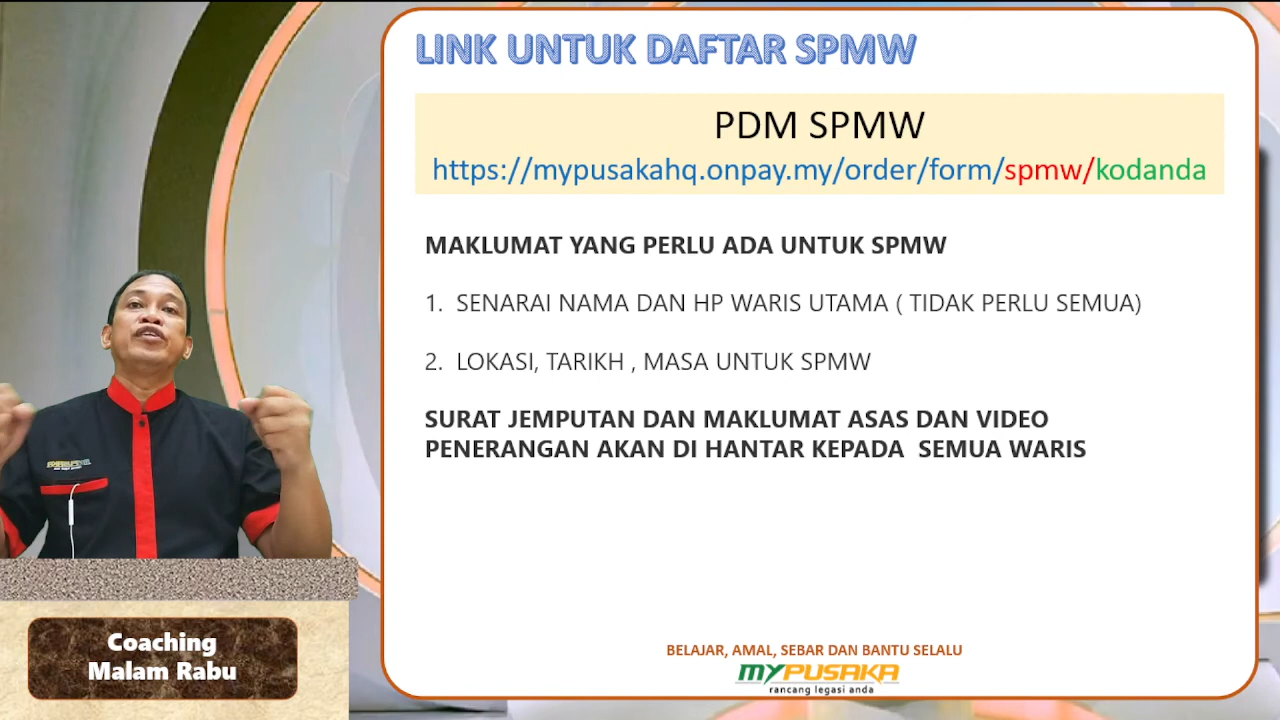 LINK UNTUK DAFTAR SPMW
PDM SPMW
https://mypusakahq.onpay.my/order/form/spmw/kodanda
MAKLUMAT YANG PERLU ADA UNTUK SPMW
1. SENARAI NAMA DAN HP WARIS UTAMA ( TIDAK PERLU SEMUA)
2. LOKASI, TARIKH , MASA UNTUK SPMW
SURAT JEMPUTAN DAN MAKLUMAT ASAS DAN VIDEO
PENERANGAN AKAN DI HANTAR KEPADA SEMUA WARIS
Coaching
Malam Rabu
BELAJAR, AMAL, SEBAR DAN BANTU SELALU
MYPUSAKA
rancang legasi anda